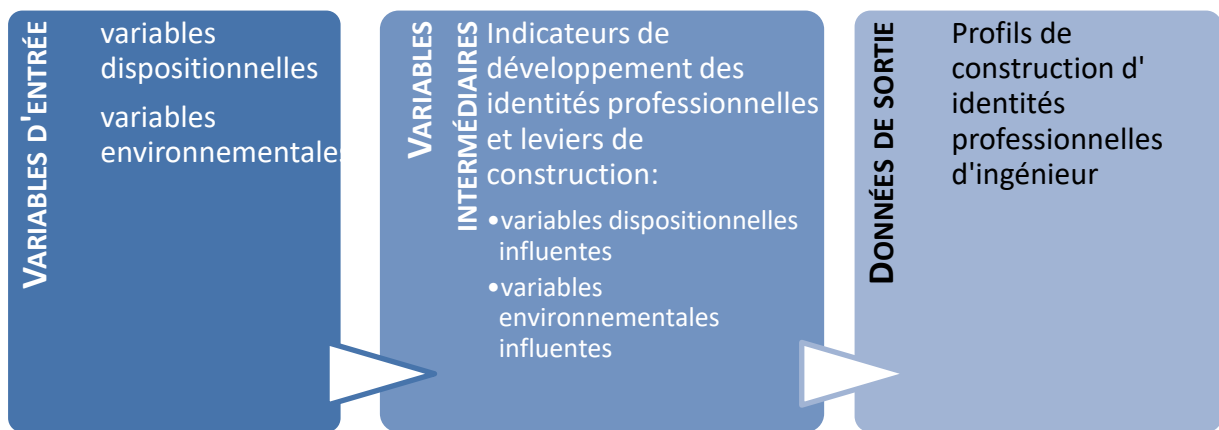 VARIABLES D'ENTRÉE
variables
dispositionnelles
variables
environnementales
VARIABLES
INTERMÉDIAIRES
Indicateurs de
développement des
identités professionnelles
et leviers de
construction:
•variables dispositionnelles
influentes
•variables
environnementales
influentes
DONNÉES DE SORTIE
Profils de
construction d'
identités
professionnelles
d'ingénieur